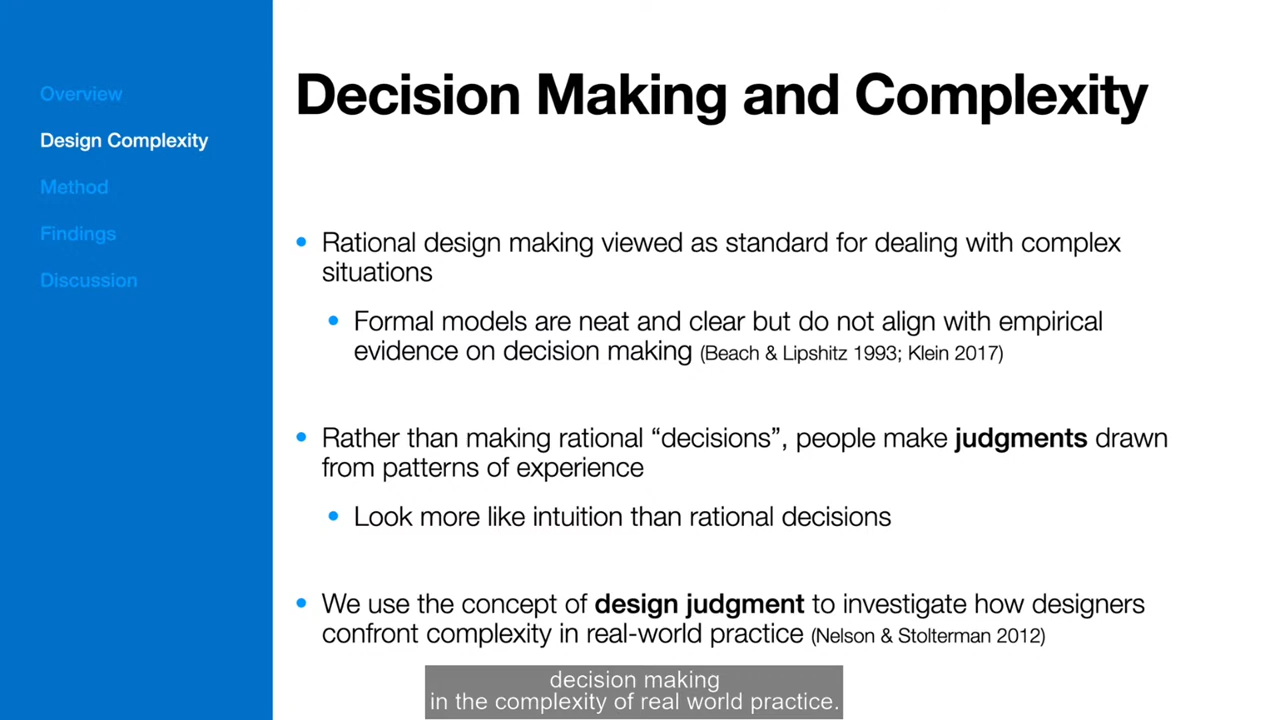 Overview
Design Complexity
Method
Findings
Discussion
Decision Making and Complexity
• Rational design making viewed as standard for dealing with complex
situations
• Formal models are neat and clear but do not align with empirical
evidence on decision making (Beach & Lipshitz 1993; Klein 2017)
• Rather than making rational “decisions”, people make judgments drawn
from patterns of experience
• Look more like intuition than rational decisions
• We use the concept of design judgment to investigate how designers
confront complexity in real-world practice (Nelson & Stolterman 2012)
decision making
in the complexity of real world practice.